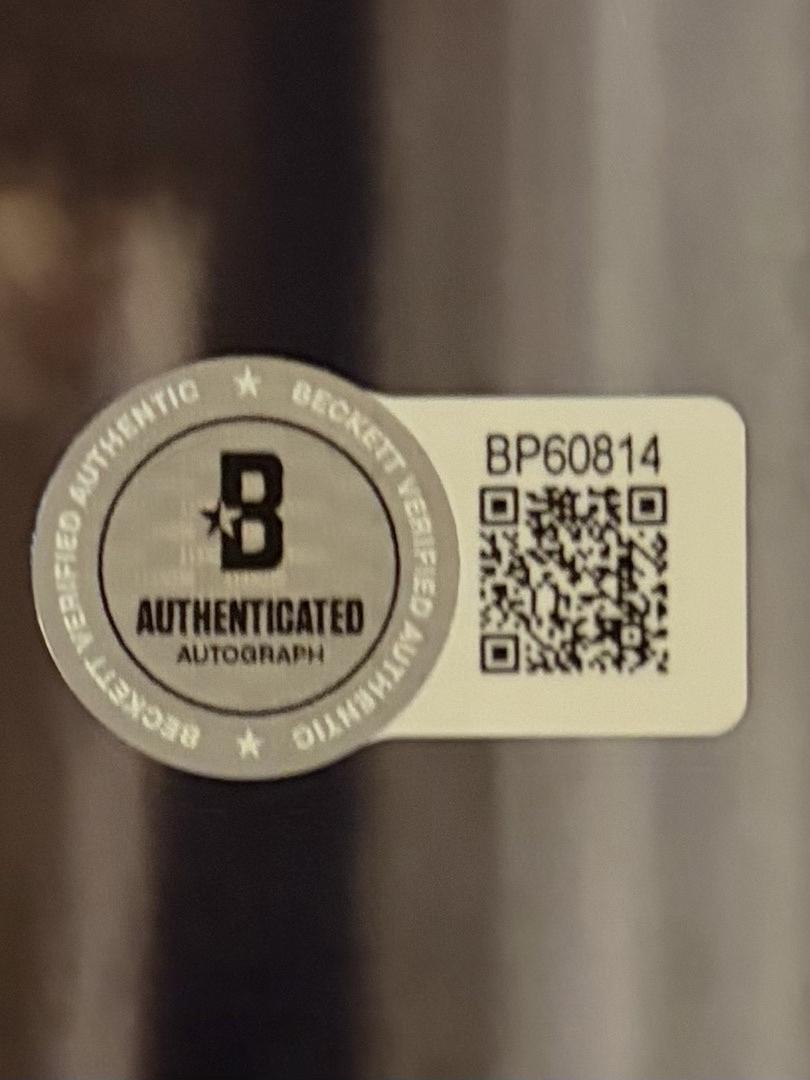 ★ BECKETT VERIFIED AUTHENTIC ★ BECKETT VERIFIED AUTHENTIC
B
AUTHENTICATED
AUTOGRAPH
BP60814